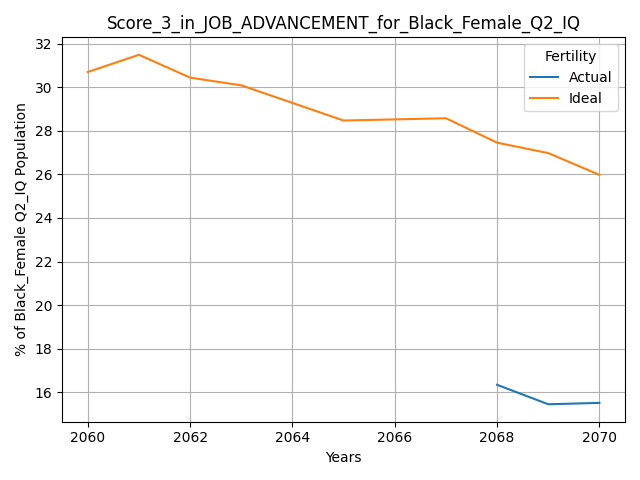 Score_3_in_JOB_ADVANCEMENT_for_Black_Female_Q2_IQ
% of Black_Female Q2_IQ Population
32
30
28
26
24
22
20
18
16
Fertility
Actual
Ideal
2060 2062 2064 2066 2068 2070
Years